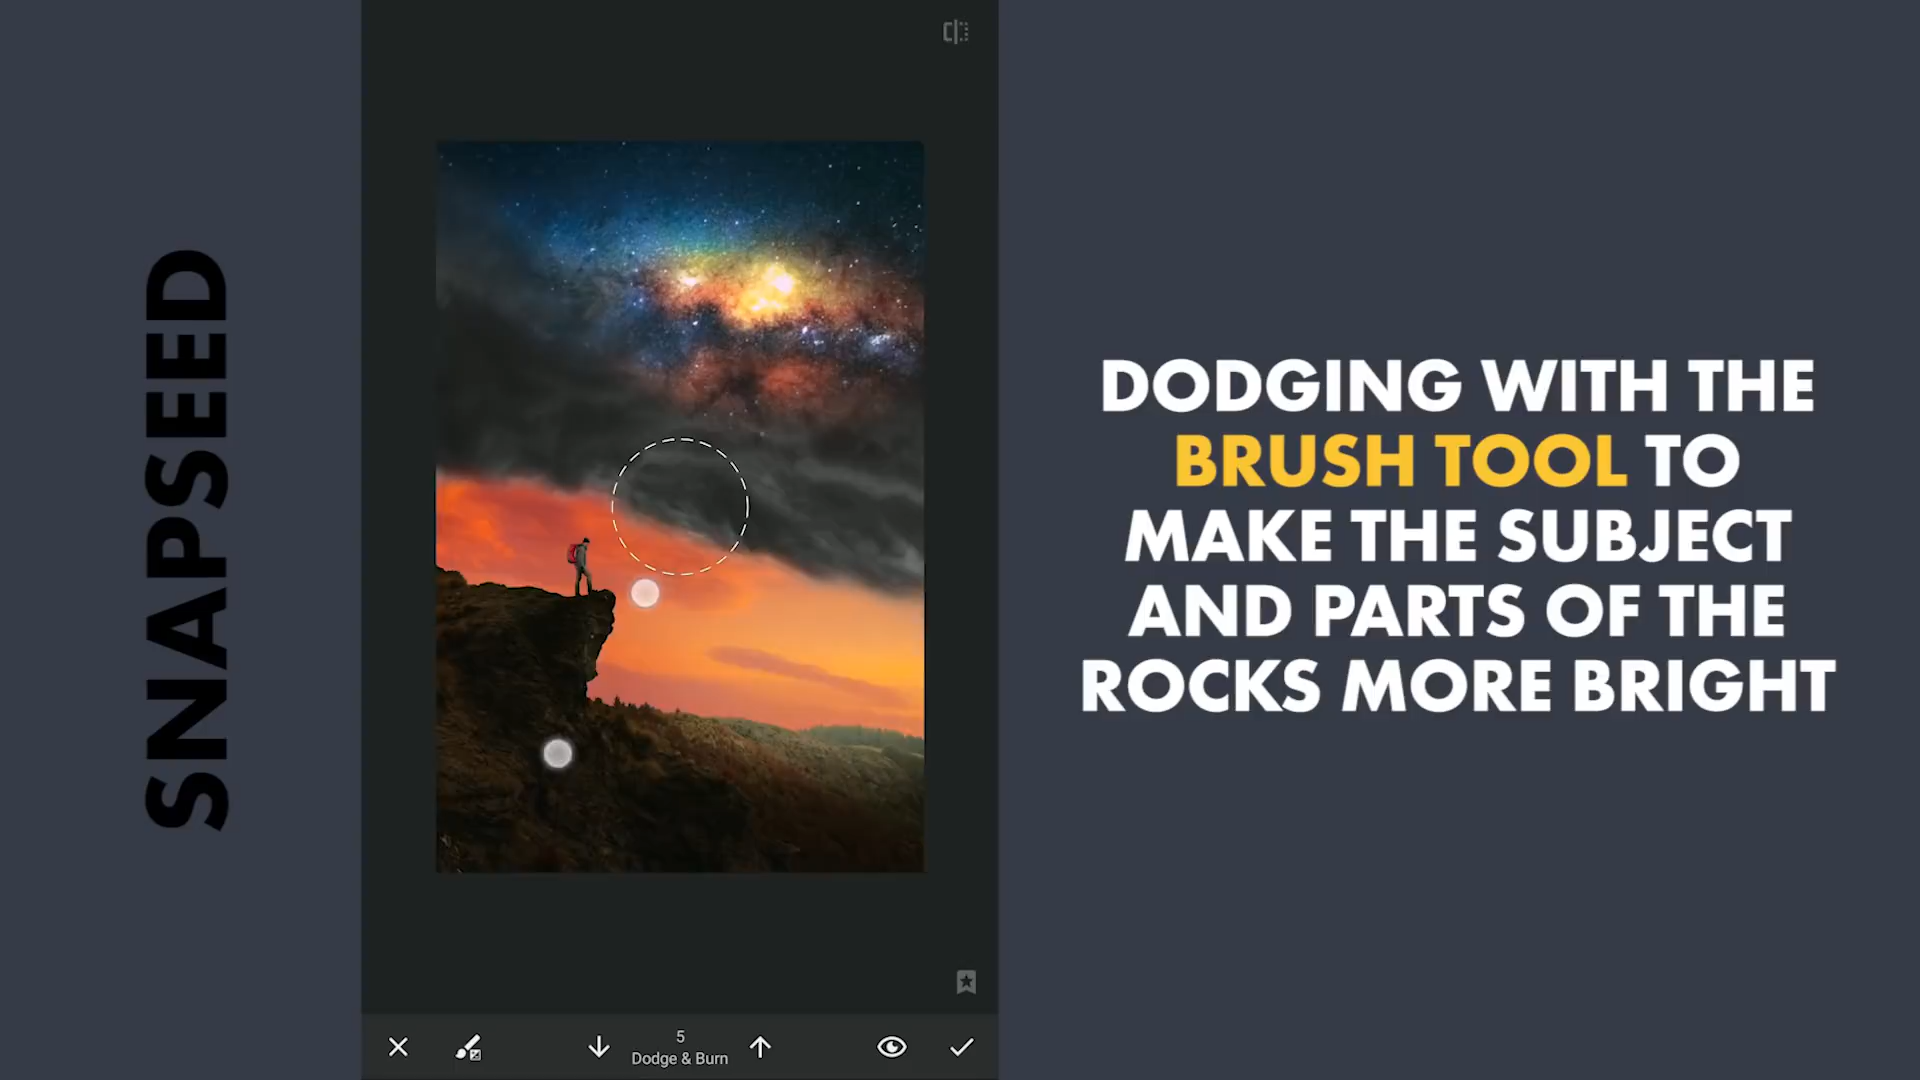 SNAPSEED
5
Dodge & Burn
DODGING WITH THE
BRUSH TOOL TO
MAKE THE SUBJECT
AND PARTS OF THE
ROCKS MORE BRIGHT